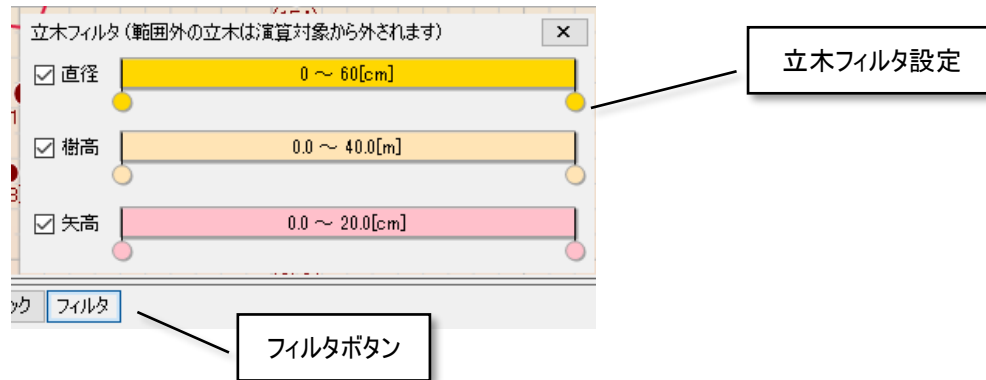 立木フィルタ (範囲外の立木は演算対象から外されます)
直径
0 ～ 60[cm]
立木フィルタ設定
樹高
0.0 ～ 40.0[m]
矢高
0.0 ～ 20.0[cm]
ック
フィルタ
フィルタボタン